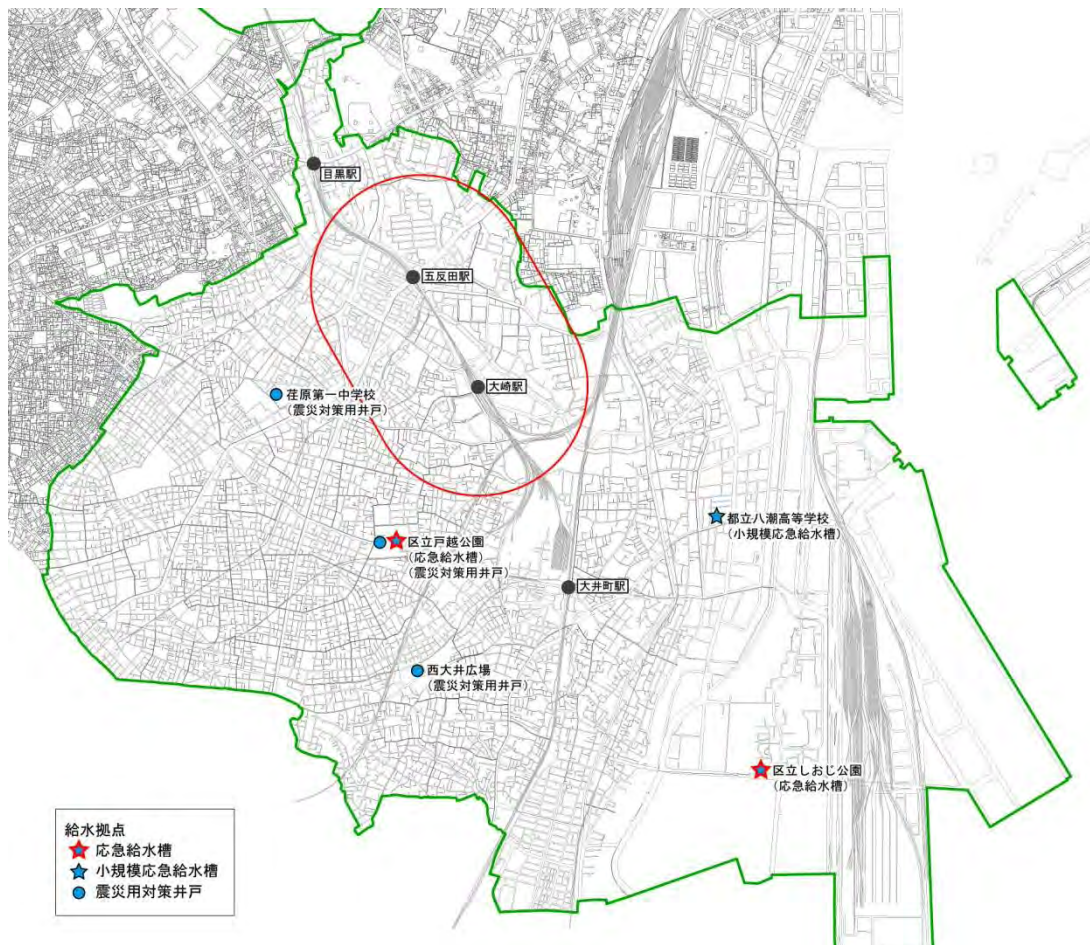 目黒駅
五反田駅
大崎駅
荏原第一中学校
(震災対策用井戸)
都立八潮高等学校
(小規模応急給水槽)
区立戸越公園
(応急給水槽)
(震災対策用井戸)
大井町駅
西大井広場
(震災対策用井戸)
区立しおじ公園
(応急給水槽)
給水拠点
応急給水槽
小規模応急給水槽
震災用対策井戸